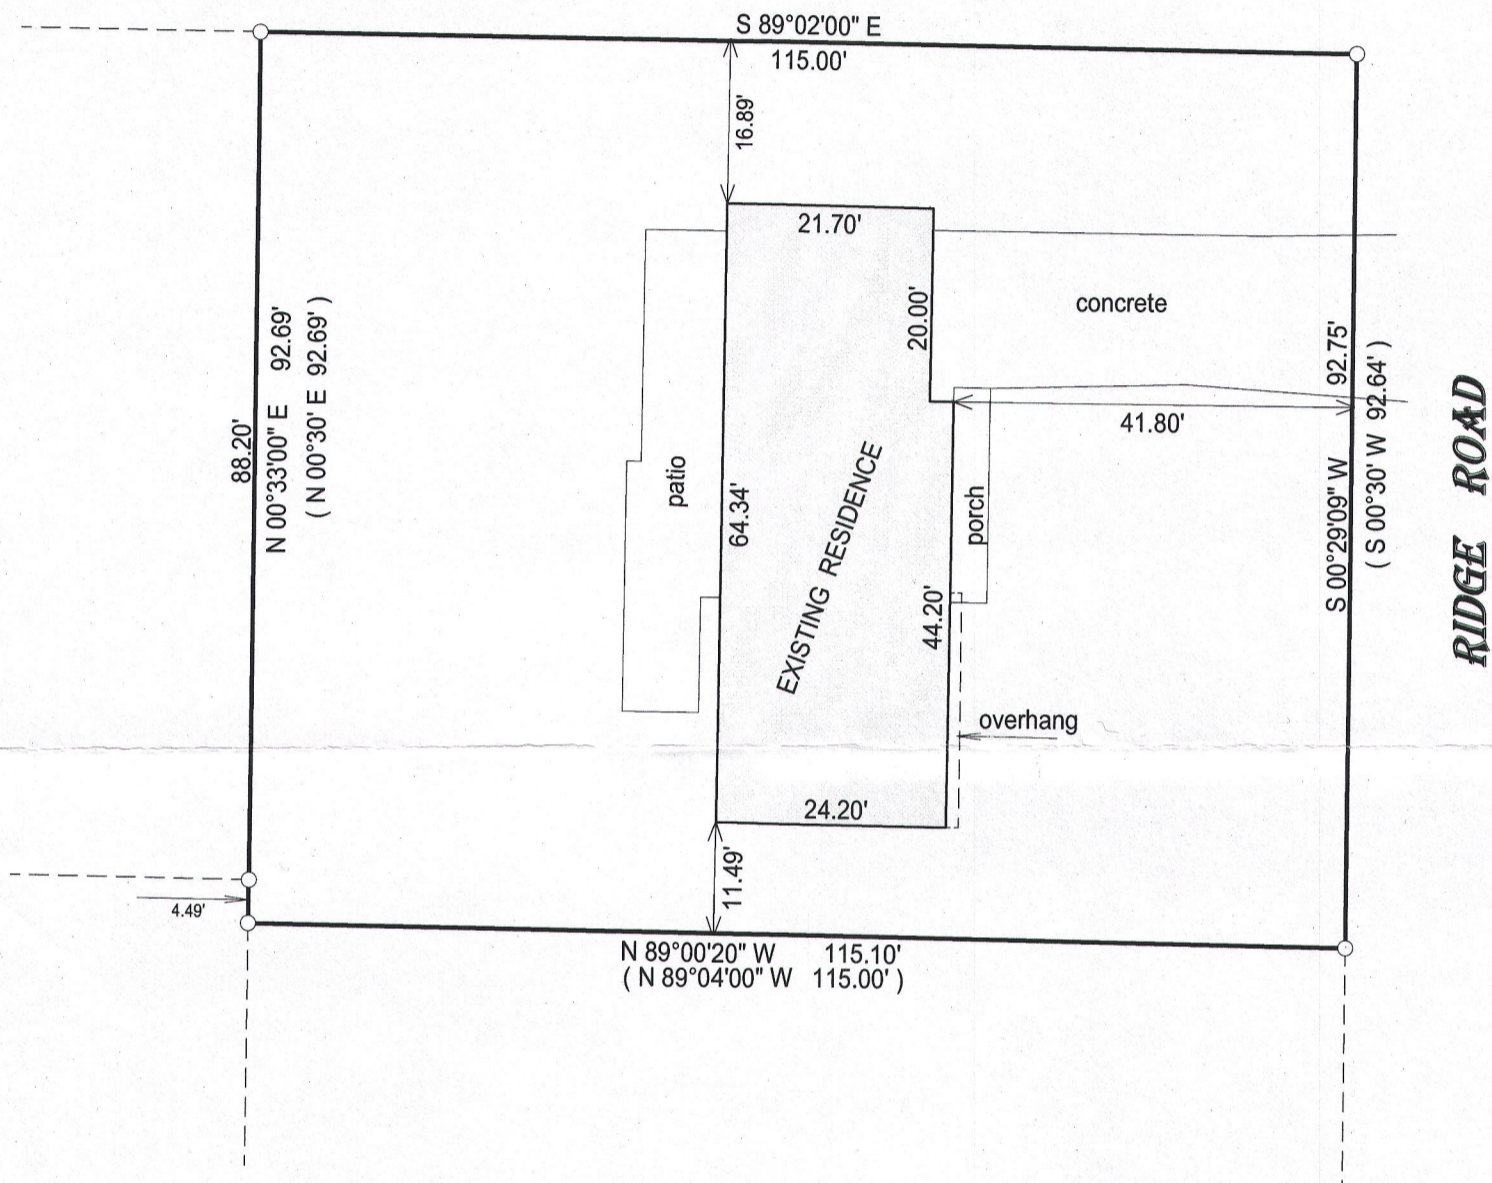 S 89°02'00" E
115.00'
16.89'
21.70'
20.00'
concrete
88.20'
N 00°33'00" E 92.69'
( N 00°30' E 92.69' )
patio
64.34'
EXISTING RESIDENCE
44.20'
porch
41.80'
S 00°29'09" W 92.75'
( S 00°30' W 92.64' )
RIDGE ROAD
overhang
24.20'
11.49'
4.49'
N 89°00'20" W 115.10'
( N 89°04'00" W 115.00' )